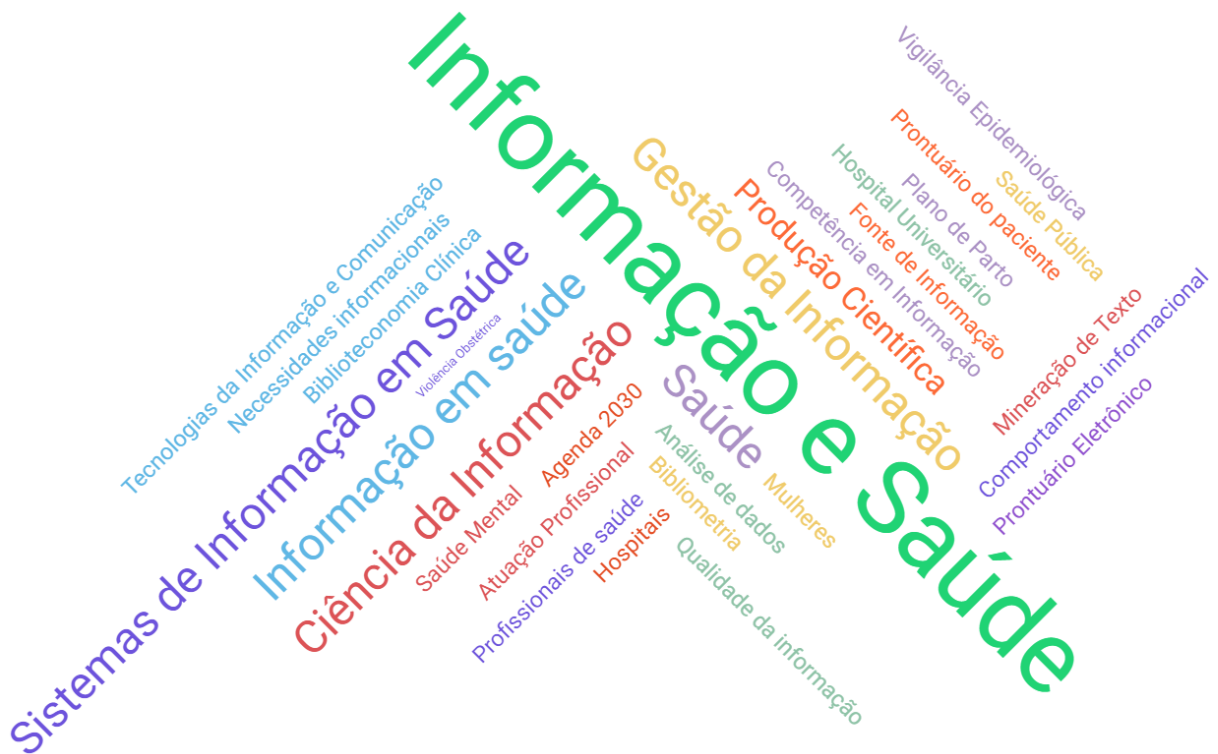 Informação e Saúde
Vigilância Epidemiológica
Prontuário do paciente
Saúde Pública
Hospital Universitário
Plano de Parto
Gestão da Informação
Competência em Informação
Produção Científica
Fonte de Informação
Tecnologias da Informação e Comunicação
Necessidades informacionais
Biblioteconomia Clínica
Sistemas de Informação em Saúde
Violência Obstétrica
Informação em saúde
Ciência da Informação
Saúde
Mineração de Texto
Comportamento informacional
Prontuário Eletrônico
Agenda 2030
Saúde Mental
Atuação Profissional
Profissionais de saúde
Hospitais
Análise de dados
Bibliometria
Mulheres
Qualidade da informação